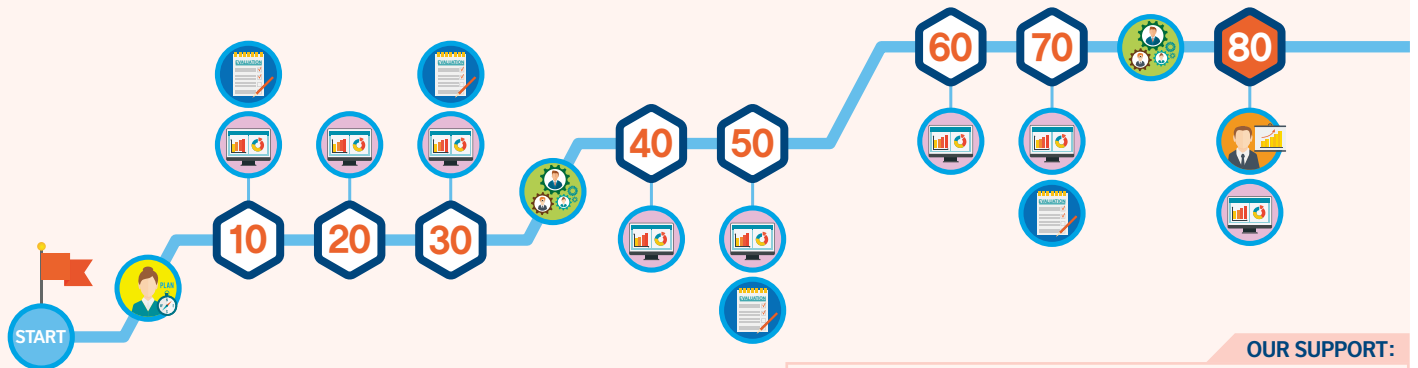 60
70
80
EVALUATION
EVALUATION
40
50
EVALUATION
10
20
30
EVALUATION
PLAN
START
OUR SUPPORT: